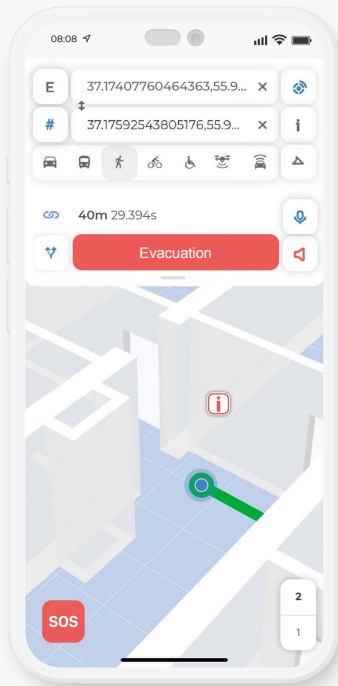 08:08
E 37.17407760464363,55.9... ×
# 37.17592543805176,55.9... × i
40m 29.394s
Evacuation
i
SOS
2
1